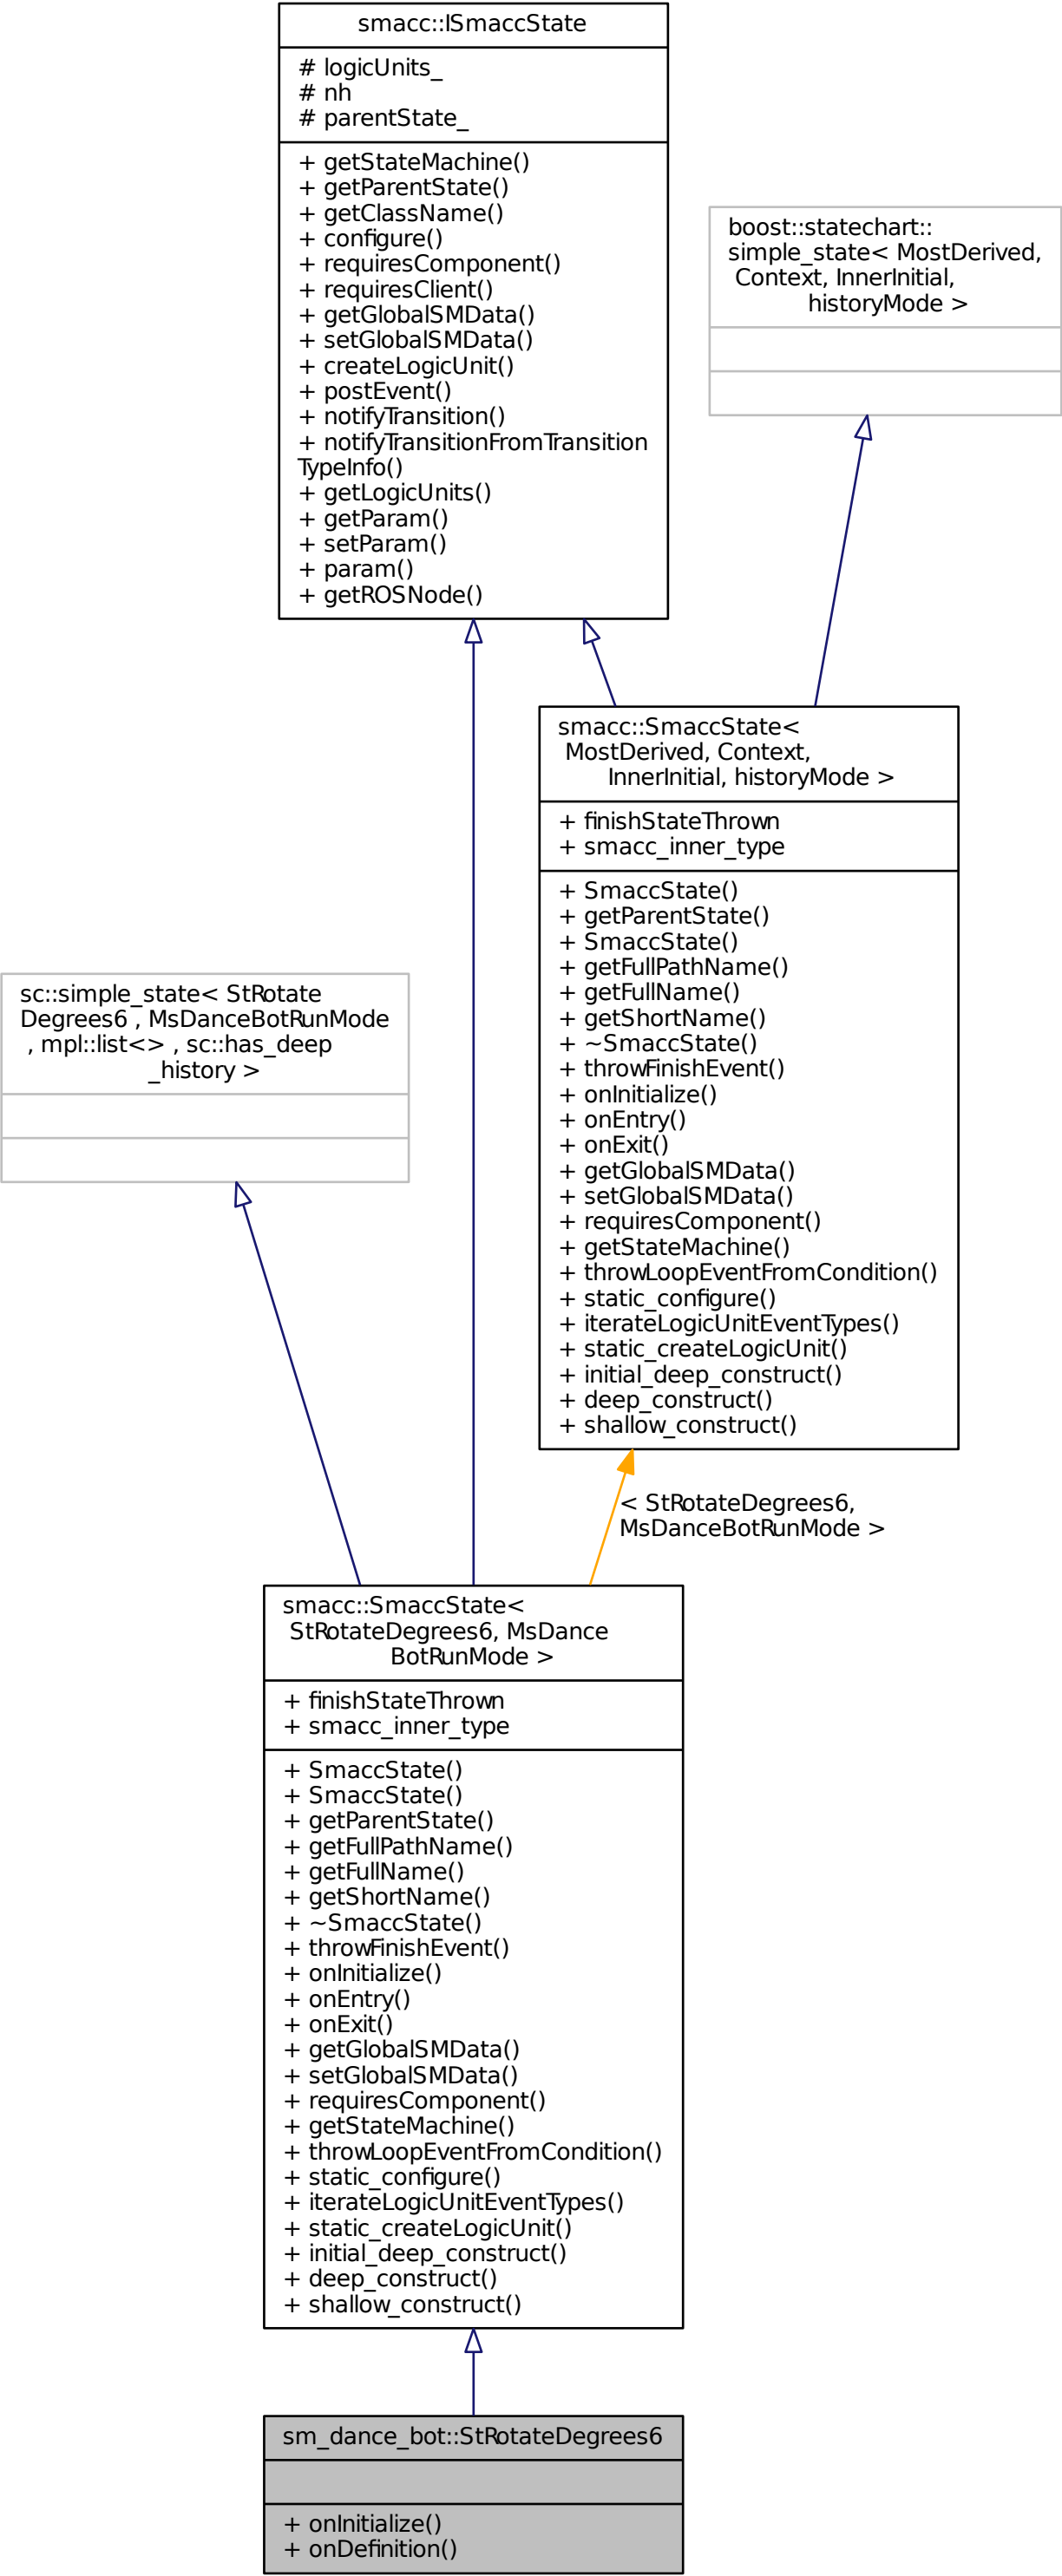 smacc::ISmaccState
# logicUnits_
# nh
# parentState_
+ getStateMachine()
+ getParentState()
+ getClassName()
+ configure()
+ requiresComponent()
+ requiresClient()
+ getGlobalSMData()
+ setGlobalSMData()
+ createLogicUnit()
+ postEvent()
+ notifyTransition()
+ notifyTransitionFromTransition
TypeInfo()
+ getLogicUnits()
+ getParam()
+ setParam()
+ param()
+ getROSNode()
boost::statechart::
simple_state< MostDerived,
Context, InnerInitial,
historyMode >
smacc::SmaccState<
MostDerived, Context,
InnerInitial, historyMode >
+ finishStateThrown
+ smacc_inner_type
+ SmaccState()
+ getParentState()
+ SmaccState()
+ getFullPathName()
+ getFullName()
+ getShortName()
+ ~SmaccState()
+ throwFinishEvent()
+ onInitialize()
+ onEntry()
+ onExit()
+ getGlobalSMData()
+ setGlobalSMData()
+ requiresComponent()
+ getStateMachine()
+ throwLoopEventFromCondition()
+ static_configure()
+ iterateLogicUnitEventTypes()
+ static_createLogicUnit()
+ initial_deep_construct()
+ deep_construct()
+ shallow_construct()
sc::simple_state< StRotate
Degrees6 , MsDanceBotRunMode
, mpl::list<> , sc::has_deep
_history >
< StRotateDegrees6,
MsDanceBotRunMode >
smacc::SmaccState<
StRotateDegrees6, MsDance
BotRunMode >
+ finishStateThrown
+ smacc_inner_type
+ SmaccState()
+ SmaccState()
+ getParentState()
+ getFullPathName()
+ getFullName()
+ getShortName()
+ ~SmaccState()
+ throwFinishEvent()
+ onInitialize()
+ onEntry()
+ onExit()
+ getGlobalSMData()
+ setGlobalSMData()
+ requiresComponent()
+ getStateMachine()
+ throwLoopEventFromCondition()
+ static_configure()
+ iterateLogicUnitEventTypes()
+ static_createLogicUnit()
+ initial_deep_construct()
+ deep_construct()
+ shallow_construct()
sm_dance_bot::StRotateDegrees6
+ onInitialize()
+ onDefinition()